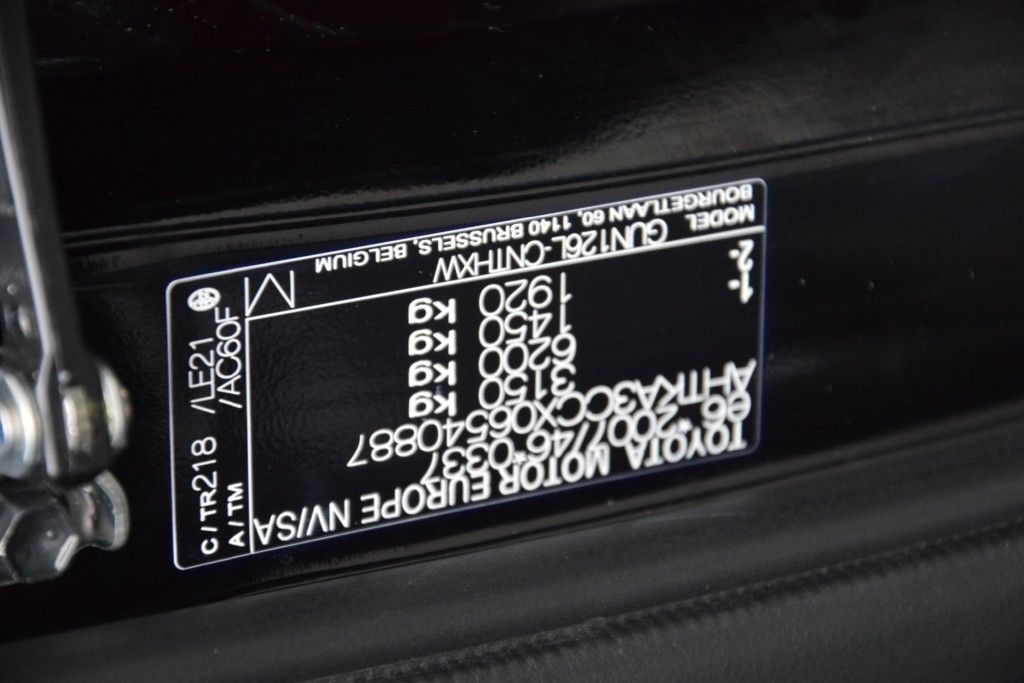 TOYOTA MOTOR EUROPE NV/SA
e6*2007/46*0337
AHTKA3CCX06540887
3150 kg
6200 kg
1- 1450 kg
2- 1920 kg
MODEL GUN126L-CNTHXW
BOURGETLAAN 60, 1140 BRUSSELS, BELGIUM
M
C/TR 218 /LE21
A/TM /AC60F